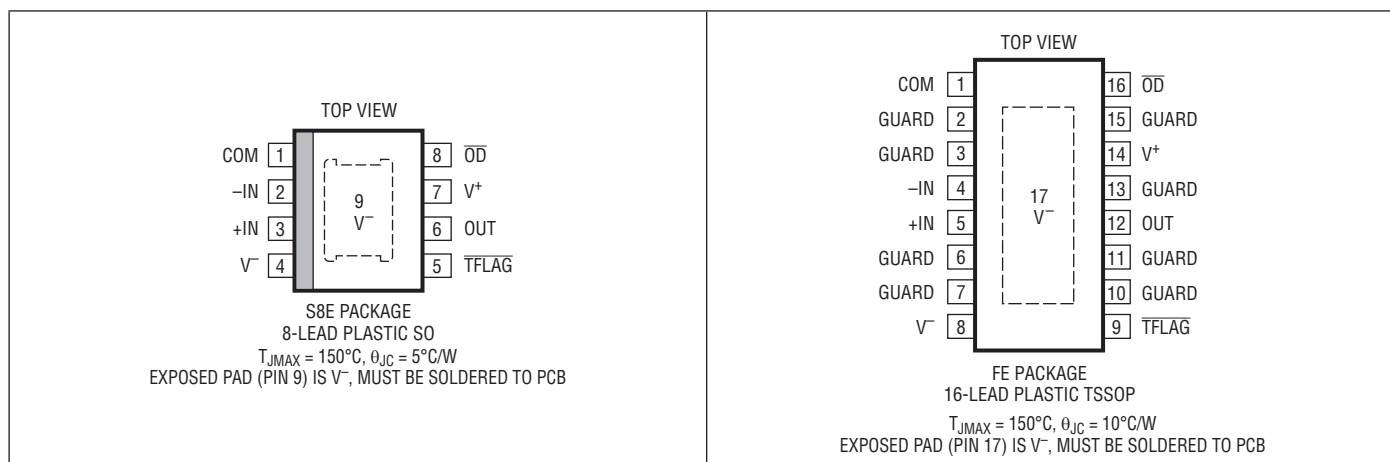 TOP VIEW
COM 1
–IN 2
+IN 3
V– 4
8 O̅D̅
7 V+
6 OUT
5 T̅F̅L̅A̅G̅
9
V–
S8E PACKAGE
8-LEAD PLASTIC SO
TJMAX = 150°C, θJC = 5°C/W
EXPOSED PAD (PIN 9) IS V–, MUST BE SOLDERED TO PCB
TOP VIEW
COM 1
GUARD 2
GUARD 3
–IN 4
+IN 5
GUARD 6
GUARD 7
V– 8
16 O̅D̅
15 GUARD
14 V+
13 GUARD
12 OUT
11 GUARD
10 GUARD
9 T̅F̅L̅A̅G̅
17
V–
FE PACKAGE
16-LEAD PLASTIC TSSOP
TJMAX = 150°C, θJC = 10°C/W
EXPOSED PAD (PIN 17) IS V–, MUST BE SOLDERED TO PCB